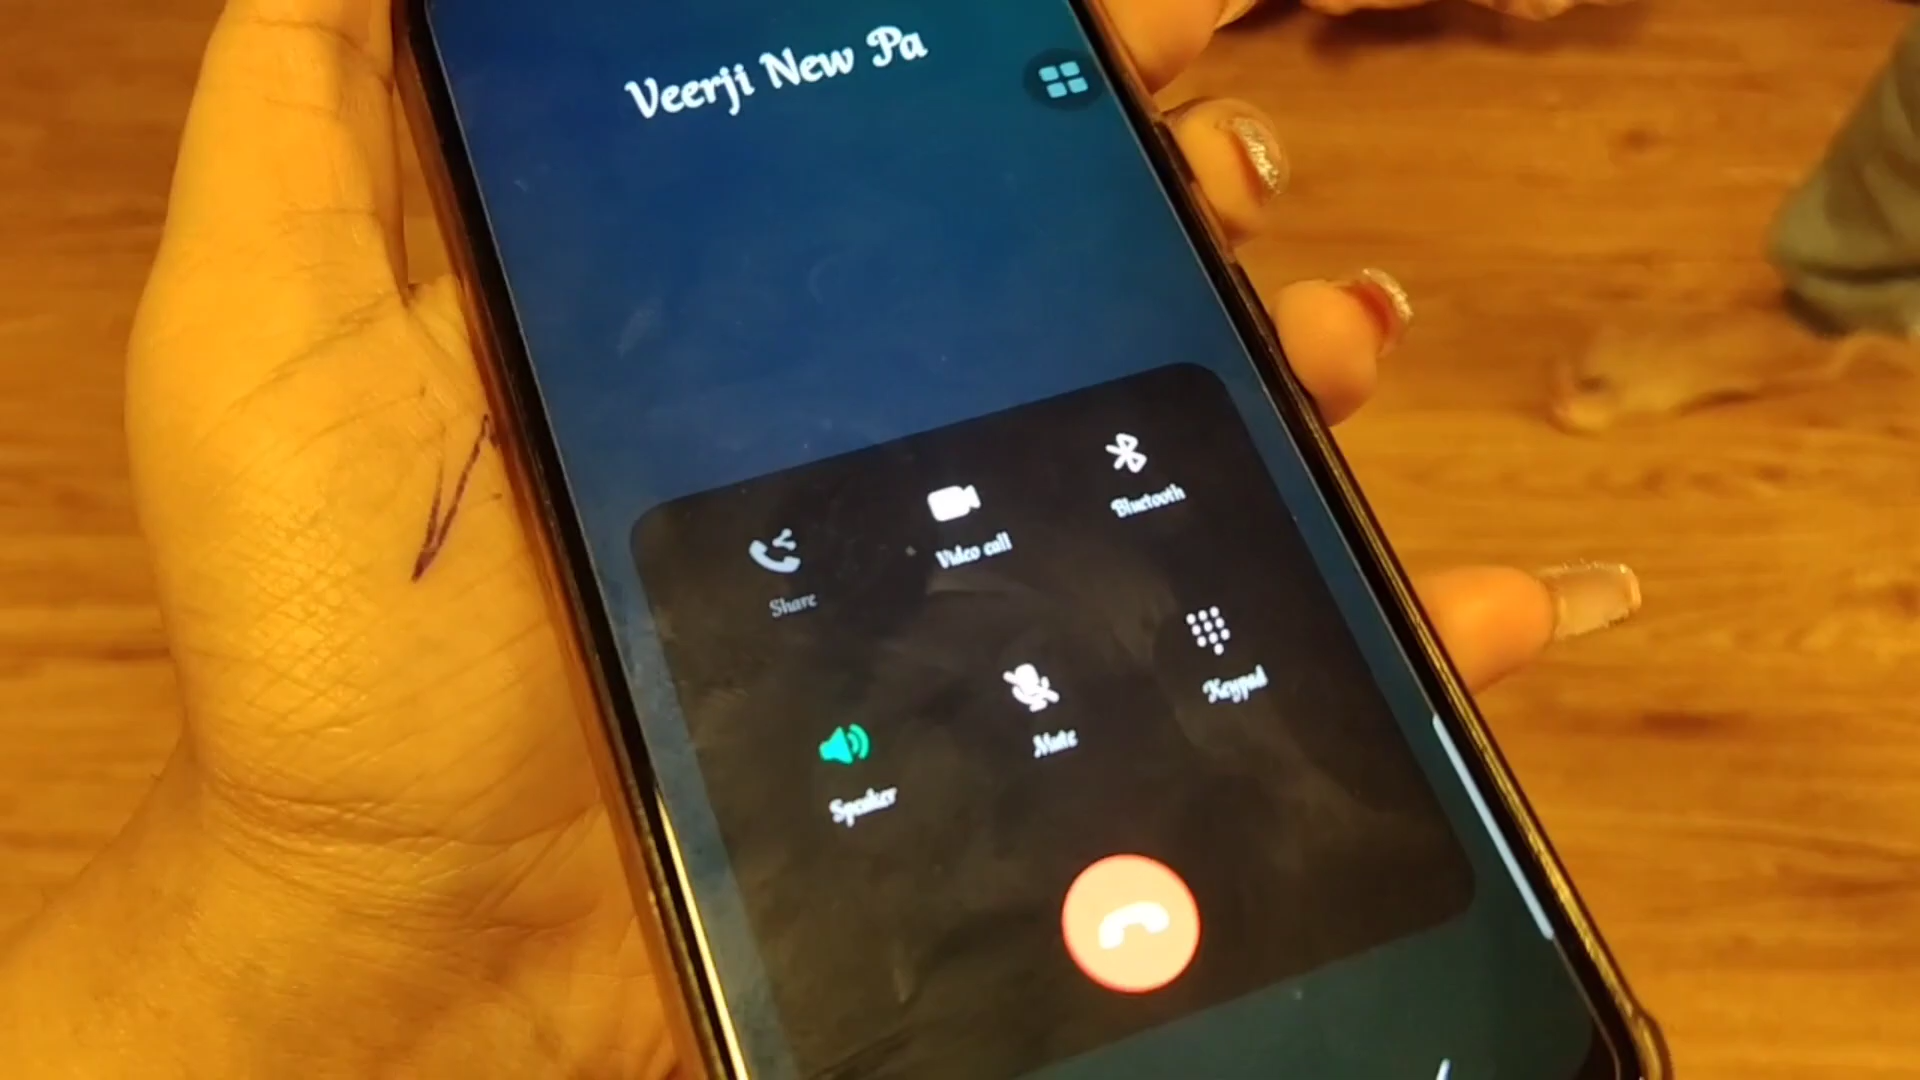 Veerji New Pa
Share
Video call
Bluetooth
Speaker
Mute
Keypad